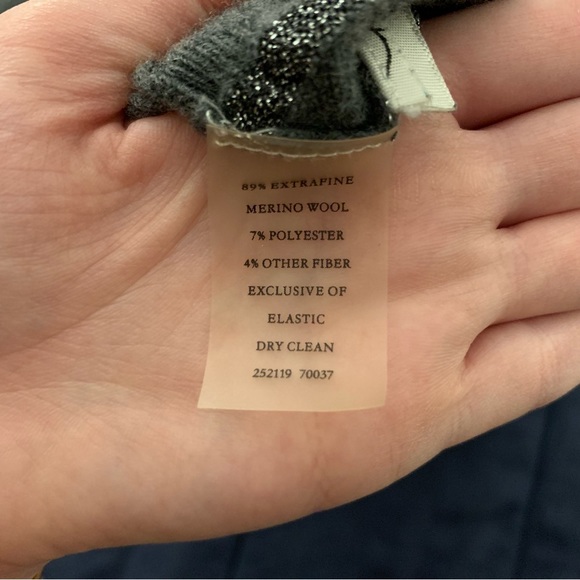 89% EXTRAFINE
MERINO WOOL
7% POLYESTER
4% OTHER FIBER
EXCLUSIVE OF
ELASTIC
DRY CLEAN
252119 70037